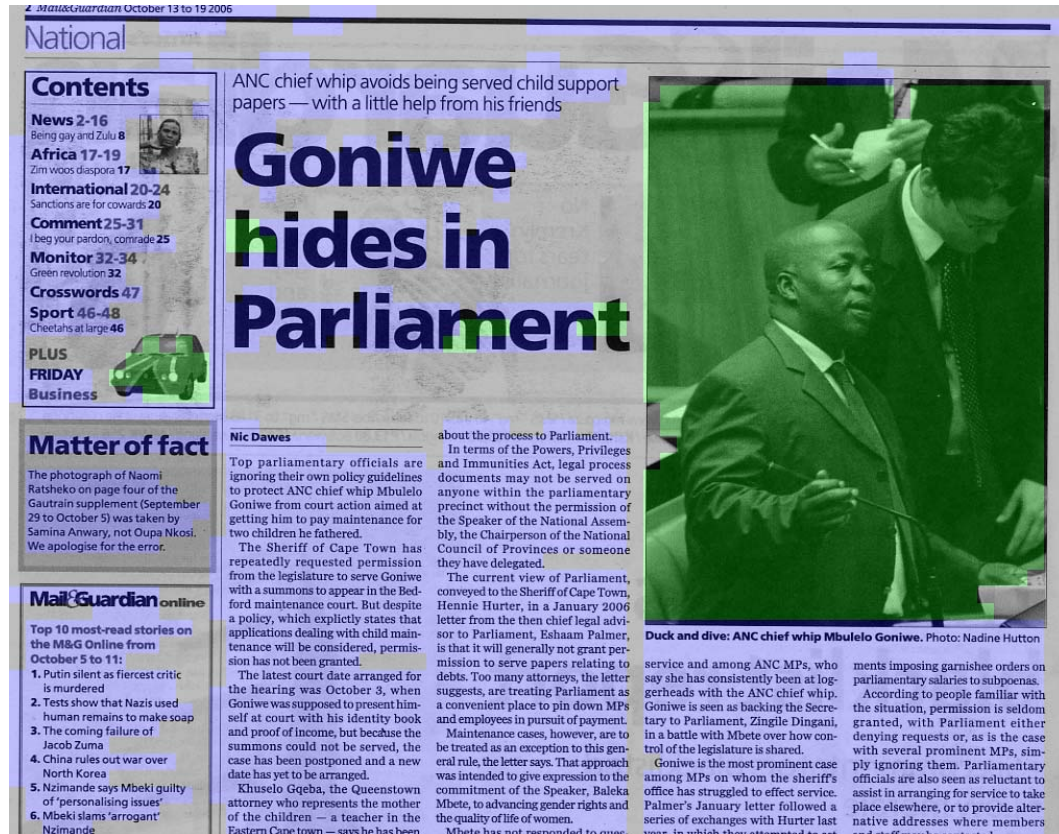 2 Mail&Guardian October 13 to 19 2006
National
Contents
News 2-16
Being gay and Zulu 8
Africa 17-19
Zim woos diaspora 17
International 20-24
Sanctions are for cowards 20
Comment 25-31
I beg your pardon, comrade 25
Monitor 32-34
Green revolution 32
Crosswords 47
Sport 46-48
Cheetahs at large 46
PLUS
FRIDAY
Business
Matter of fact
The photograph of Naomi
Ratsheko on page four of the
Gautrain supplement (September
29 to October 5) was taken by
Samina Anwary, not Oupa Nkosi.
We apologise for the error.
Mail&Guardian online
Top 10 most-read stories on
the M&G Online from
October 5 to 11:
1. Putin silent as fiercest critic
is murdered
2. Tests show that Nazis used
human remains to make soap
3. The coming failure of
Jacob Zuma
4. China rules out war over
North Korea
5. Nzimande says Mbeki guilty
of 'personalising issues'
6. Mbeki slams 'arrogant'
Nzimande
ANC chief whip avoids being served child support
papers — with a little help from his friends
Goniwe
hides in
Parliament
Nic Dawes
Top parliamentary officials are
ignoring their own policy guidelines
to protect ANC chief whip Mbulelo
Goniwe from court action aimed at
getting him to pay maintenance for
two children he fathered.
The Sheriff of Cape Town has
repeatedly requested permission
from the legislature to serve Goniwe
with a summons to appear in the Bed-
ford maintenance court. But despite
a policy, which explictly states that
applications dealing with child main-
tenance will be considered, permis-
sion has not been granted.
The latest court date arranged for
the hearing was October 3, when
Goniwe was supposed to present him-
self at court with his identity book
and proof of income, but because the
summons could not be served, the
case has been postponed and a new
date has yet to be arranged.
Khuselo Gqeba, the Queenstown
attorney who represents the mother
of the children — a teacher in the
Eastern Cape town — says he has been
about the process to Parliament.
In terms of the Powers, Privileges
and Immunities Act, legal process
documents may not be served on
anyone within the parliamentary
precinct without the permission of
the Speaker of the National Assem-
bly, the Chairperson of the National
Council of Provinces or someone
they have delegated.
The current view of Parliament,
conveyed to the Sheriff of Cape Town,
Hennie Hurter, in a January 2006
letter from the then chief legal advi-
sor to Parliament, Eshaam Palmer,
is that it will generally not grant per-
mission to serve papers relating to
debts. Too many attorneys, the letter
suggests, are treating Parliament as
a convenient place to pin down MPs
and employees in pursuit of payment.
Maintenance cases, however, are to
be treated as an exception to this gen-
eral rule, the letter says. That approach
was intended to give expression to the
commitment of the Speaker, Baleka
Mbete, to advancing gender rights and
the quality of life of women.
Mbete has not responded to ques-
Duck and dive: ANC chief whip Mbulelo Goniwe. Photo: Nadine Hutton
service and among ANC MPs, who
say she has consistently been at log-
gerheads with the ANC chief whip.
Goniwe is seen as backing the Secre-
tary to Parliament, Zingile Dingani,
in a battle with Mbete over how con-
trol of the legislature is shared.
Goniwe is the most prominent case
among MPs on whom the sheriff's
office has struggled to effect service.
Palmer's January letter followed a
series of exchanges with Hurter last
year, in which they attempted to set
ments imposing garnishee orders on
parliamentary salaries to subpoenas.
According to people familiar with
the situation, permission is seldom
granted, with Parliament either
denying requests or, as is the case
with several prominent MPs, sim-
ply ignoring them. Parliamentary
officials are also seen as reluctant to
assist in arranging for service to take
place elsewhere, or to provide alter-
native addresses where members
and staff may be